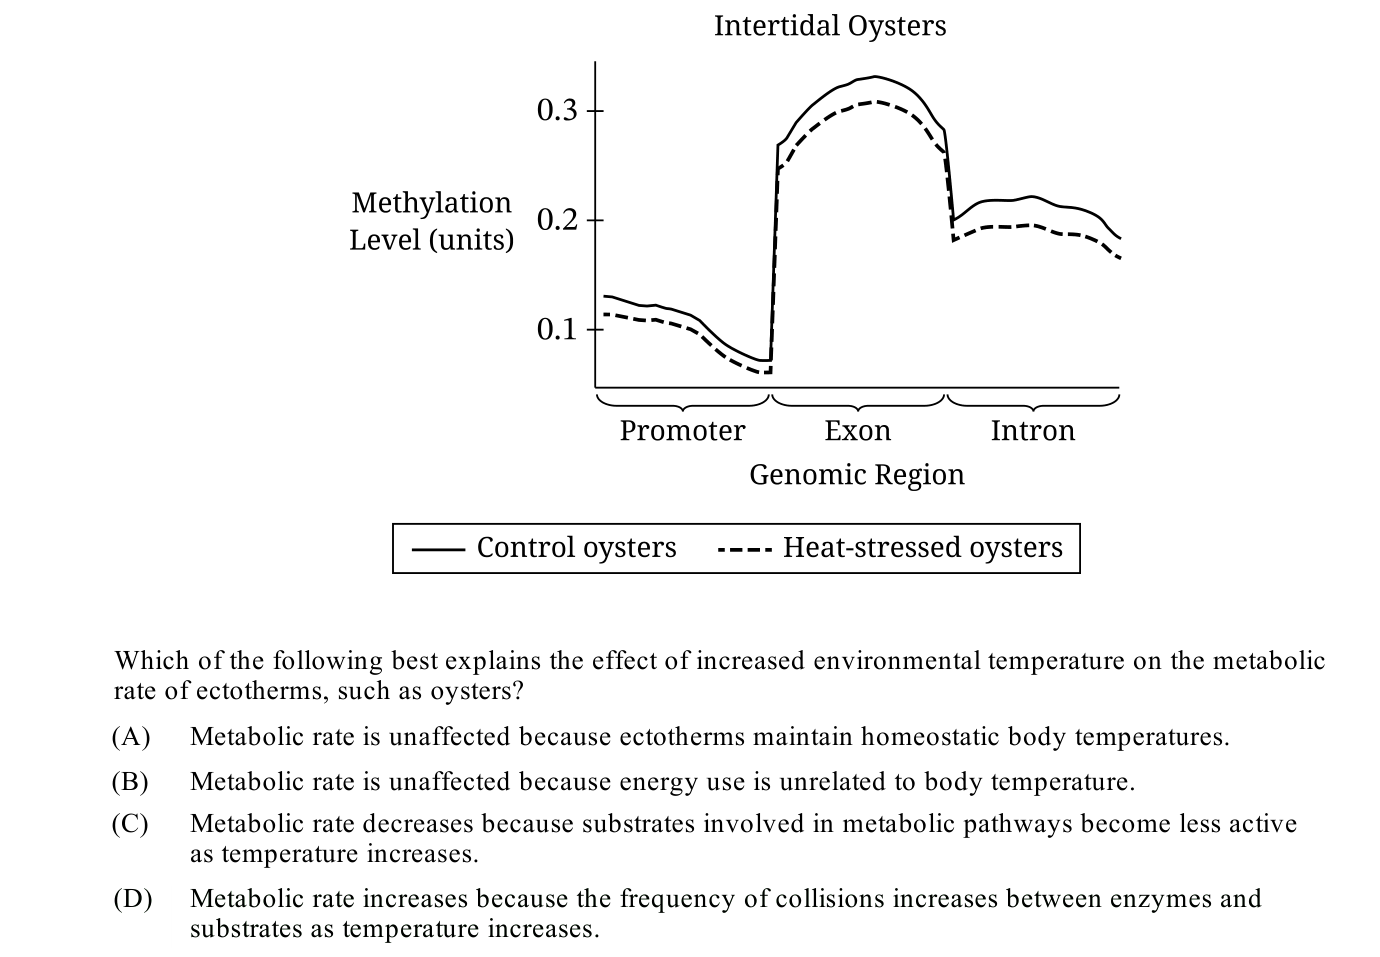 Intertidal Oysters
0.3
Methylation
Level (units)
0.2
0.1
Promoter Exon Intron
Genomic Region
Control oysters Heat-stressed oysters
Which of the following best explains the effect of increased environmental temperature on the metabolic
rate of ectotherms, such as oysters?
(A) Metabolic rate is unaffected because ectotherms maintain homeostatic body temperatures.
(B) Metabolic rate is unaffected because energy use is unrelated to body temperature.
(C) Metabolic rate decreases because substrates involved in metabolic pathways become less active
as temperature increases.
(D) Metabolic rate increases because the frequency of collisions increases between enzymes and
substrates as temperature increases.